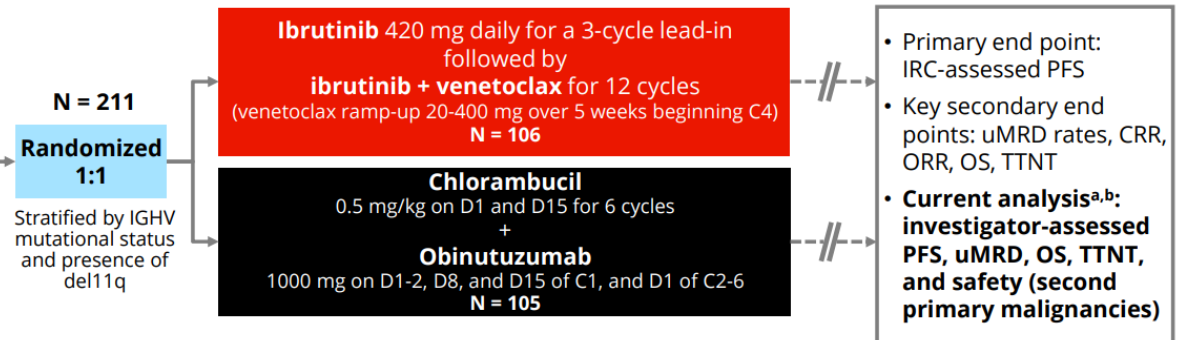 N = 211
Randomized
1:1
Stratified by IGHV
mutational status
and presence of
del11q
Ibrutinib 420 mg daily for a 3-cycle lead-in
followed by
ibrutinib + venetoclax for 12 cycles
(venetoclax ramp-up 20-400 mg over 5 weeks beginning C4)
N = 106
Chlorambucil
0.5 mg/kg on D1 and D15 for 6 cycles
+
Obinutuzumab
1000 mg on D1-2, D8, and D15 of C1, and D1 of C2-6
N = 105
• Primary end point:
IRC-assessed PFS
• Key secondary end
points: uMRD rates, CRR,
ORR, OS, TTNT
• Current analysisᵃ,ᵇ:
investigator-assessed
PFS, uMRD, OS, TTNT,
and safety (second
primary malignancies)